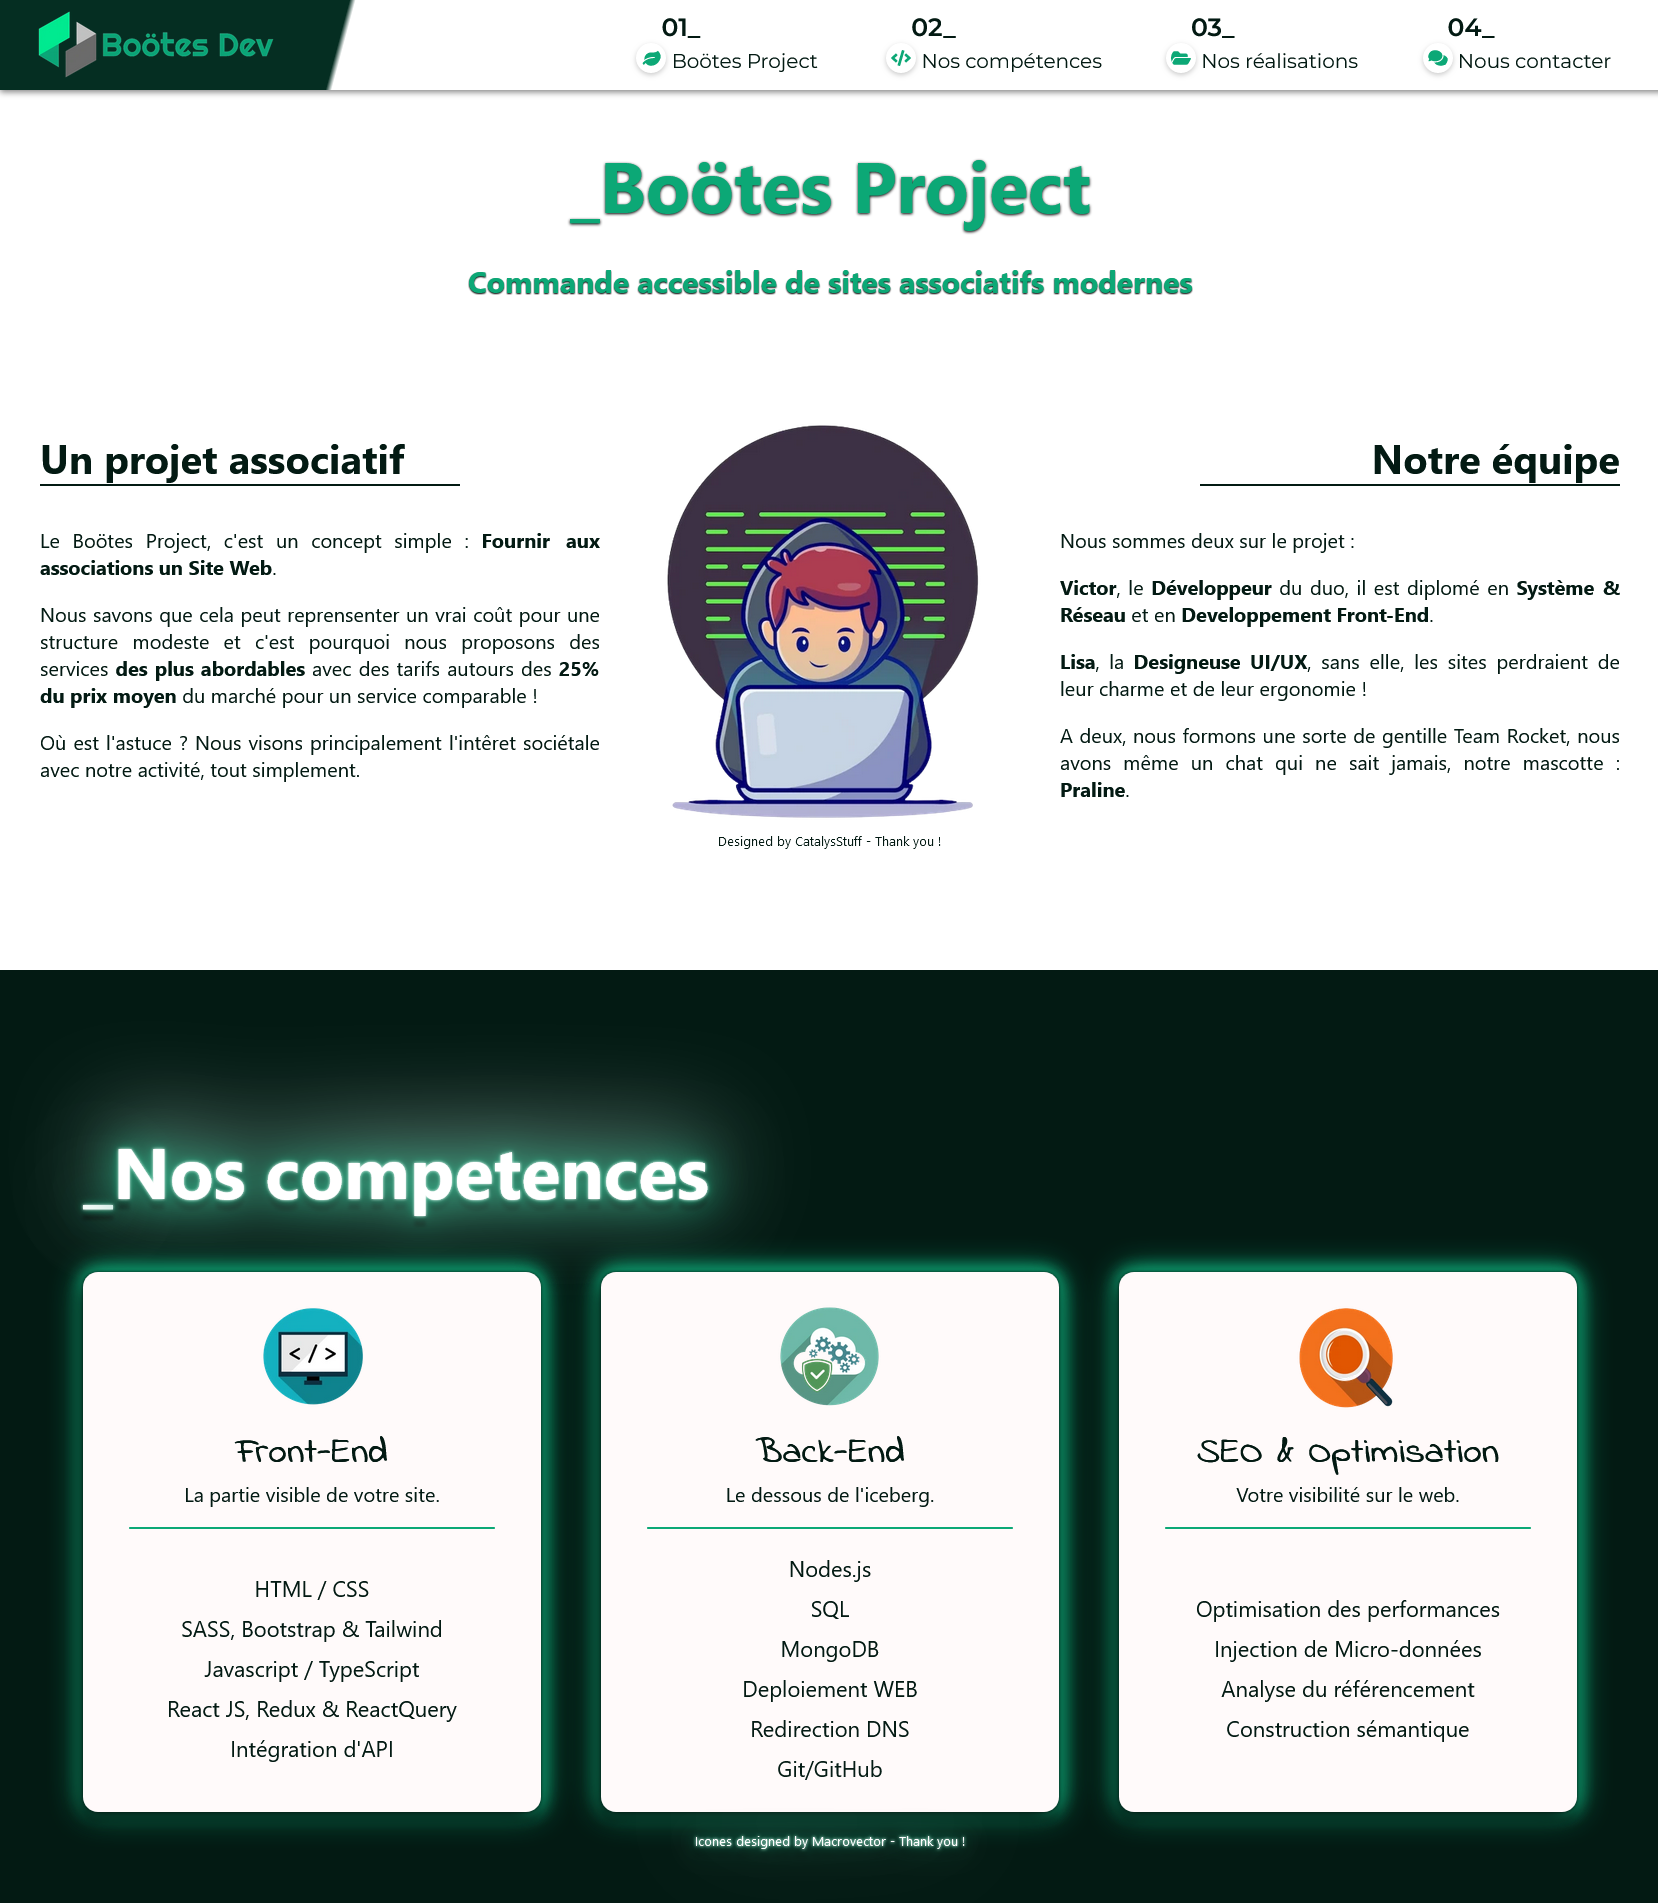 Boötes Dev
01_
Boötes Project
02_
Nos compétences
03_
Nos réalisations
04_
Nous contacter
_Boötes Project
Commande accessible de sites associatifs modernes
Un projet associatif
Le Boötes Project, c'est un concept simple : Fournir aux
associations un Site Web.
Nous savons que cela peut reprensenter un vrai coût pour une
structure modeste et c'est pourquoi nous proposons des
services des plus abordables avec des tarifs autours des 25%
du prix moyen du marché pour un service comparable !
Où est l'astuce ? Nous visons principalement l'intêret sociétale
avec notre activité, tout simplement.
Designed by CatalysStuff - Thank you !
Notre équipe
Nous sommes deux sur le projet :
Victor, le Développeur du duo, il est diplomé en Système &
Réseau et en Developpement Front-End.
Lisa, la Designeuse UI/UX, sans elle, les sites perdraient de
leur charme et de leur ergonomie !
A deux, nous formons une sorte de gentille Team Rocket, nous
avons même un chat qui ne sait jamais, notre mascotte :
Praline.
_Nos competences
</> 
Front-End
La partie visible de votre site.
HTML / CSS
SASS, Bootstrap & Tailwind
Javascript / TypeScript
React JS, Redux & ReactQuery
Intégration d'API
Back-End
Le dessous de l'iceberg.
Nodes.js
SQL
MongoDB
Deploiement WEB
Redirection DNS
Git/GitHub
SEO & Optimisation
Votre visibilité sur le web.
Optimisation des performances
Injection de Micro-données
Analyse du référencement
Construction sémantique
Icones designed by Macrovector - Thank you !